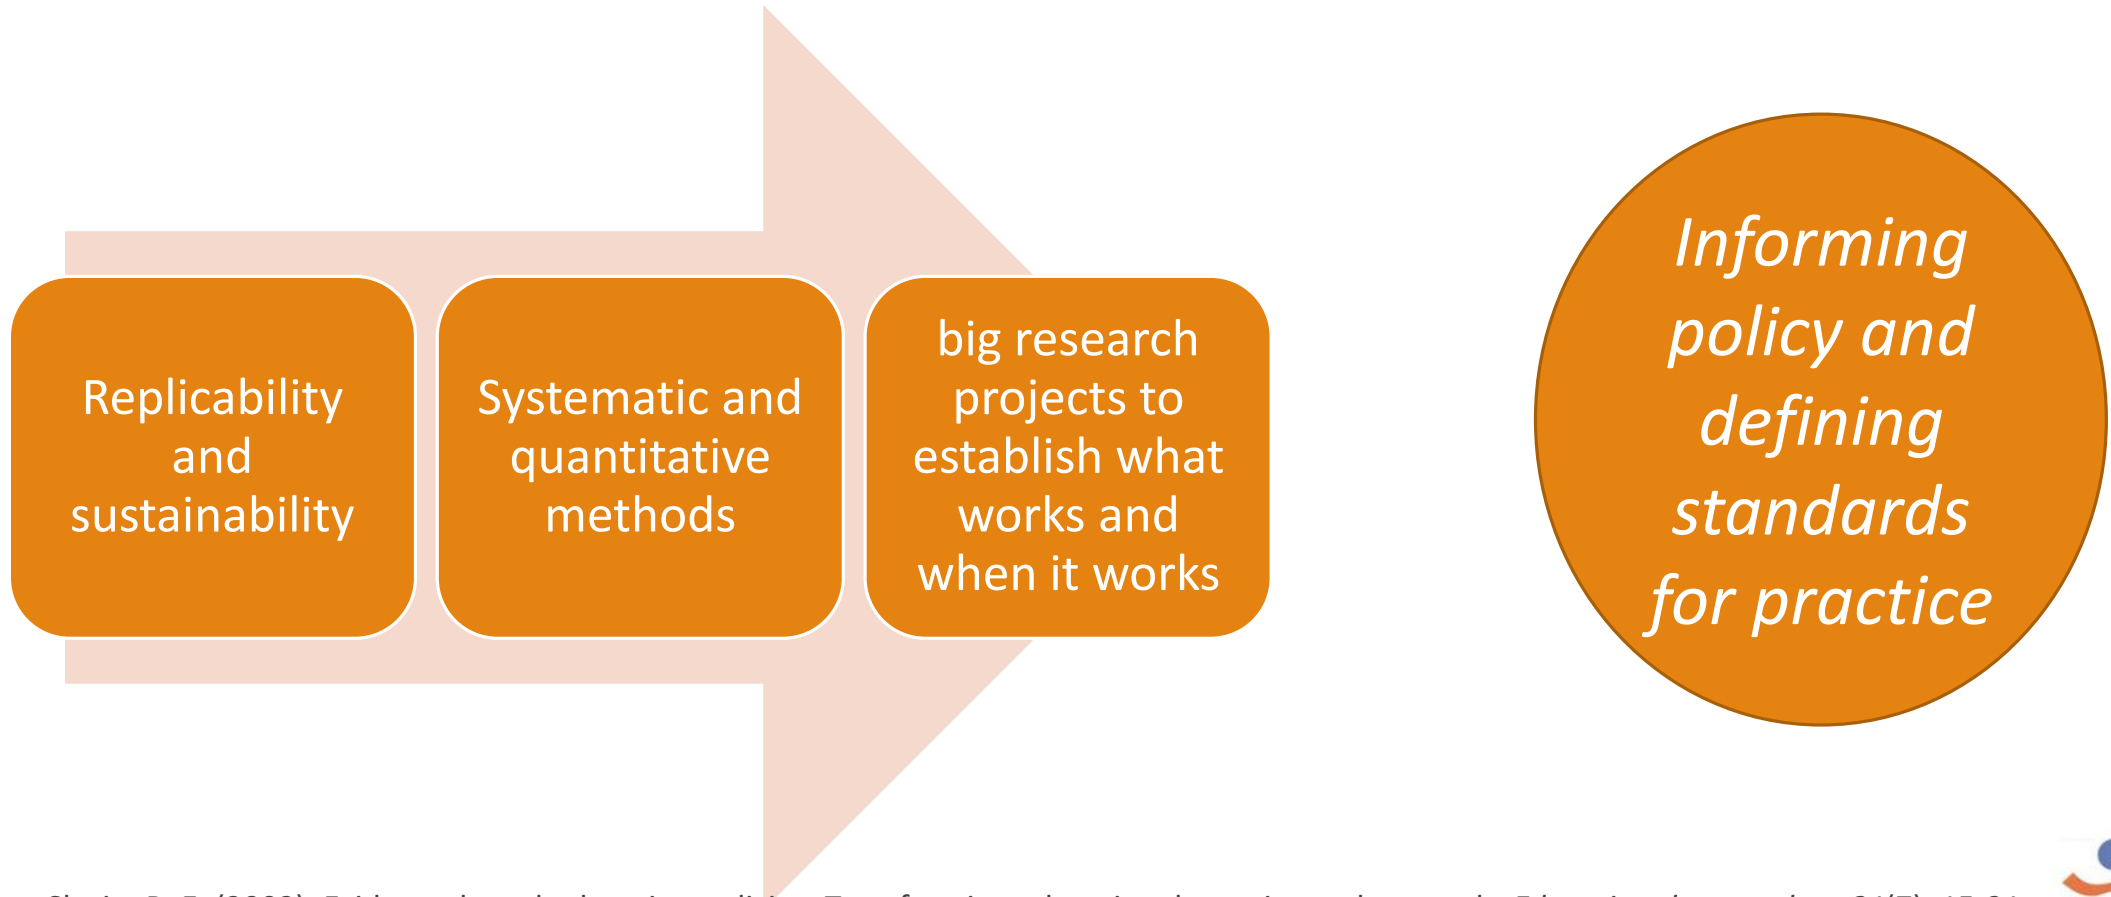 Replicability
and
sustainability
Systematic and
quantitative
methods
big research
projects to
establish what
works and
when it works
Informing
policy and
defining
standards
for practice